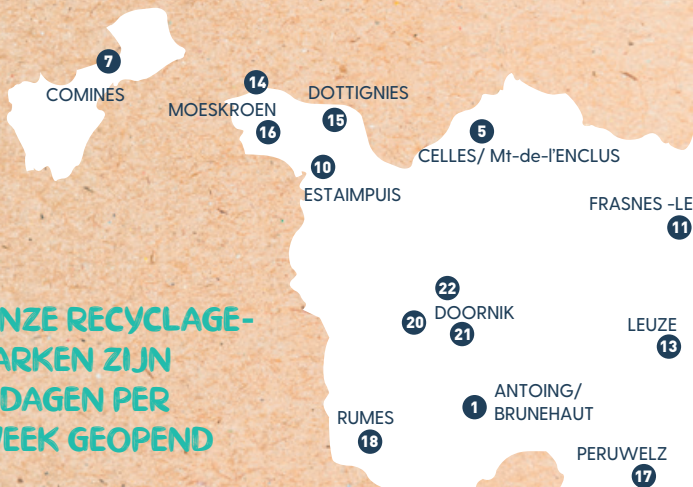 7
COMINES
14
MOESKROEN
16
DOTTIGNIES
15
10
ESTAIMPUIS
5
CELLES/ Mt-de-l'ENCLUS
FRASNES -LE
11
22
DOORNIK
20
21
LEUZE
13
1
ANTOING/
BRUNEHAUT
RUMES
18
PERUWELZ
17
NZE RECYCLAGE-
ARKEN ZIJN
DAGEN PER
WEEK GEOPEND